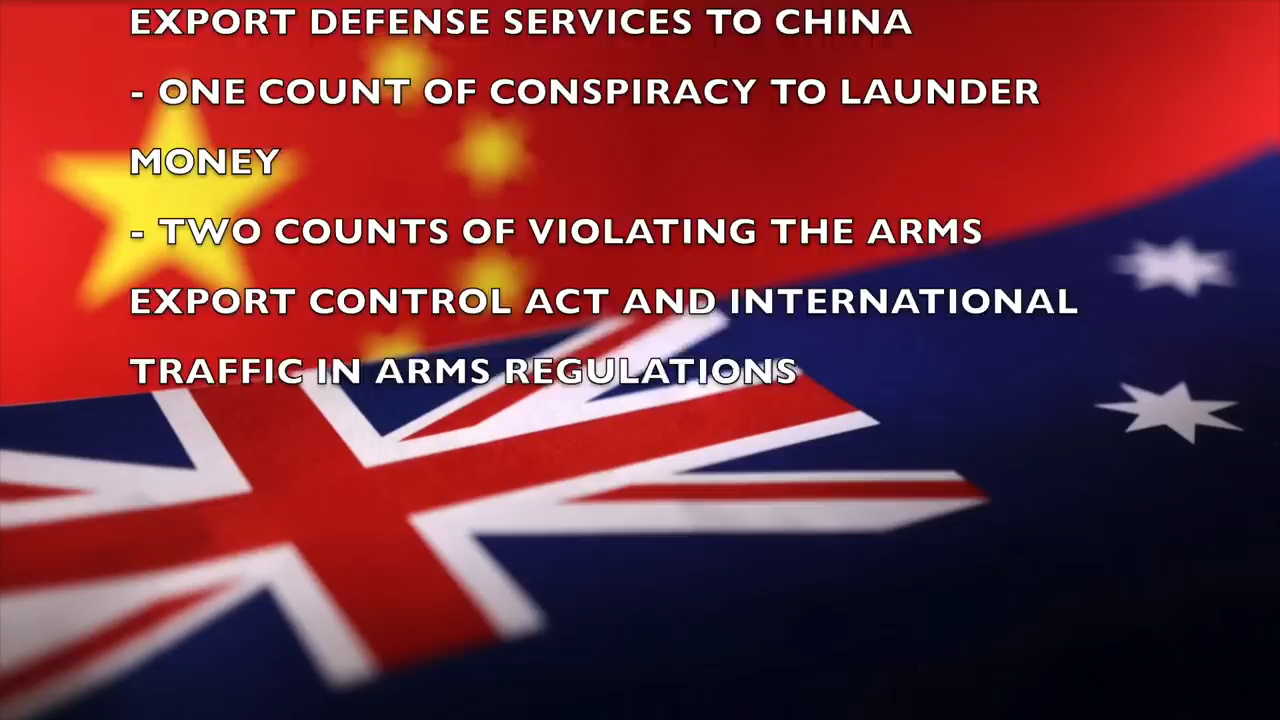 EXPORT DEFENSE SERVICES TO CHINA
- ONE COUNT OF CONSPIRACY TO LAUNDER
MONEY
- TWO COUNTS OF VIOLATING THE ARMS
EXPORT CONTROL ACT AND INTERNATIONAL
TRAFFIC IN ARMS REGULATIONS